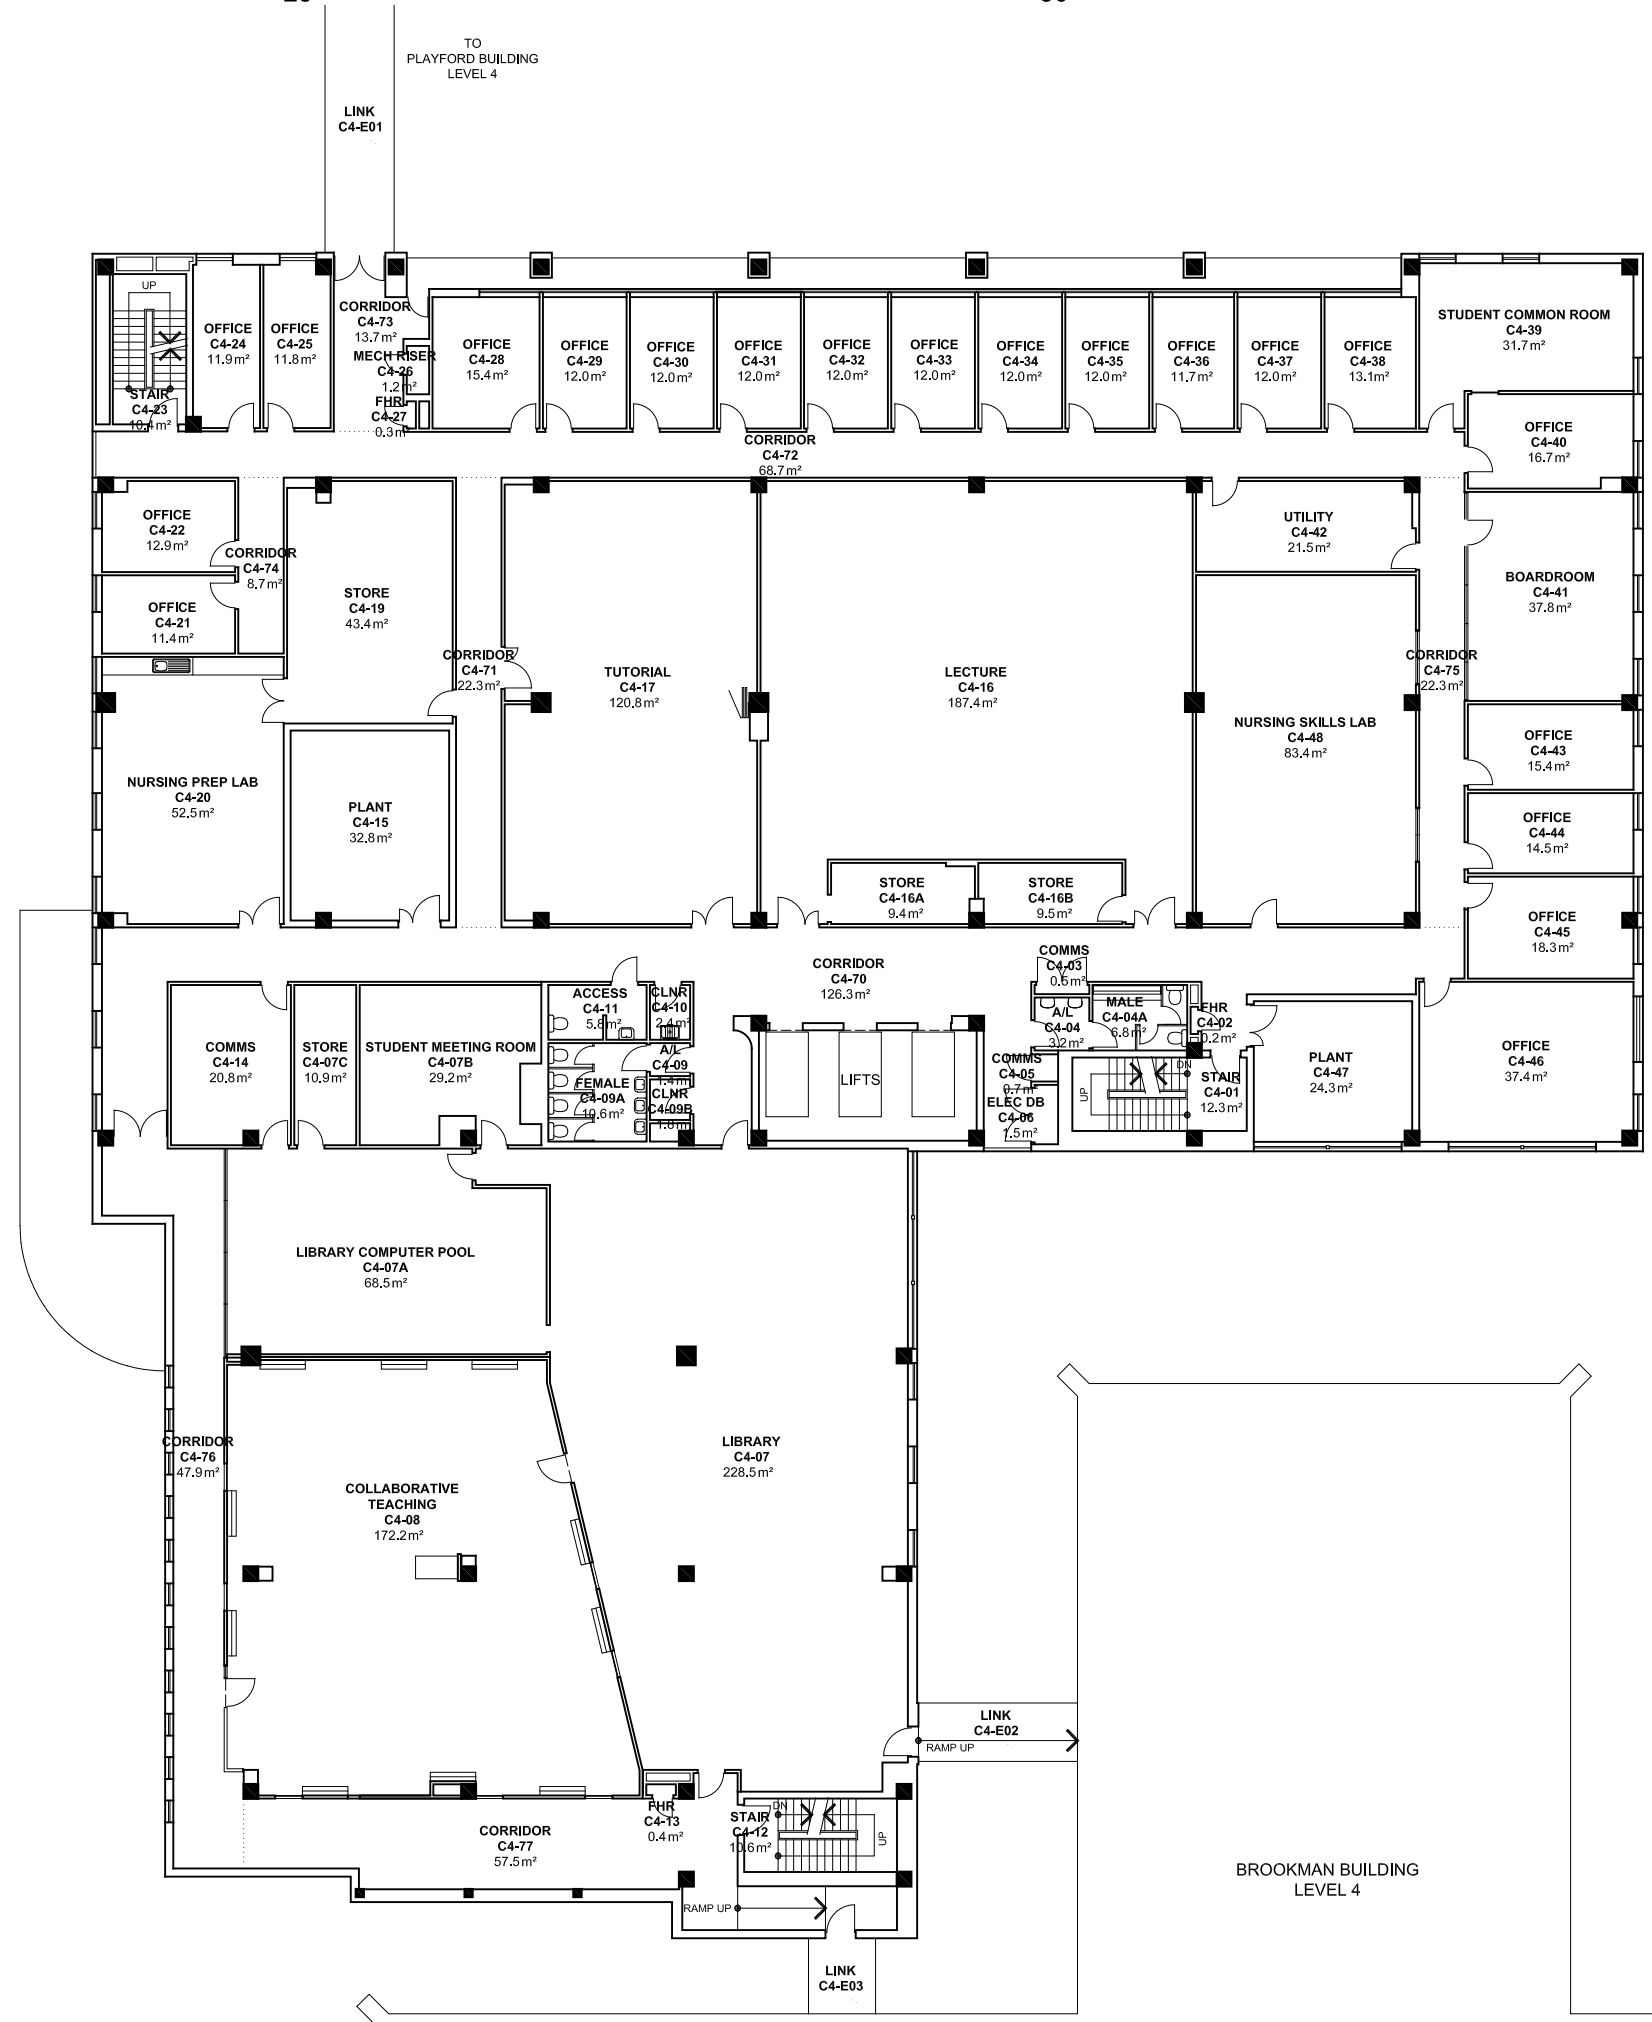 TO
PLAYFORD BUILDING
LEVEL 4
LINK
C4-E01
UP
OFFICE
C4-24
11.9m²
OFFICE
C4-25
11.8m²
CORRIDOR
C4-73
13.7m²
MECH RISER
C4-26
1.2m²
FHR
C4-27
0.3m²
STAIR
C4-23
10.4m²
OFFICE
C4-28
15.4m²
OFFICE
C4-29
12.0m²
OFFICE
C4-30
12.0m²
OFFICE
C4-31
12.0m²
OFFICE
C4-32
12.0m²
OFFICE
C4-33
12.0m²
OFFICE
C4-34
12.0m²
OFFICE
C4-35
12.0m²
OFFICE
C4-36
11.7m²
OFFICE
C4-37
12.0m²
OFFICE
C4-38
13.1m²
STUDENT COMMON ROOM
C4-39
31.7m²
CORRIDOR
C4-72
68.7m²
OFFICE
C4-40
16.7m²
OFFICE
C4-22
12.9m²
CORRIDOR
C4-74
8.7m²
OFFICE
C4-21
11.4m²
STORE
C4-19
43.4m²
CORRIDOR
C4-71
22.3m²
TUTORIAL
C4-17
120.8m²
LECTURE
C4-16
187.4m²
UTILITY
C4-42
21.5m²
BOARDROOM
C4-41
37.8m²
CORRIDOR
C4-75
22.3m²
NURSING SKILLS LAB
C4-48
83.4m²
OFFICE
C4-43
15.4m²
NURSING PREP LAB
C4-20
52.5m²
PLANT
C4-15
32.8m²
OFFICE
C4-44
14.5m²
STORE
C4-16A
9.4m²
STORE
C4-16B
9.5m²
OFFICE
C4-45
18.3m²
CORRIDOR
C4-70
126.3m²
COMMS
C4-03
0.5m²
ACCESS
C4-11
5.8m²
CLNR
C4-10
2.4m²
A/L
C4-04
3.2m²
MALE
C4-04A
6.8m²
FHR
C4-02
0.2m²
COMMS
C4-14
20.8m²
STORE
C4-07C
10.9m²
STUDENT MEETING ROOM
C4-07B
29.2m²
A/L
C4-09
1.4m²
FEMALE
C4-09A
10.6m²
CLNR
C4-09B
1.8m²
LIFTS
COMMS
C4-05
0.7m²
ELEC DB
C4-06
1.5m²
UP
DN
STAIR
C4-01
12.3m²
PLANT
C4-47
24.3m²
OFFICE
C4-46
37.4m²
LIBRARY COMPUTER POOL
C4-07A
68.5m²
CORRIDOR
C4-76
47.9m²
COLLABORATIVE
TEACHING
C4-08
172.2m²
LIBRARY
C4-07
228.5m²
LINK
C4-E02
RAMP UP
FHR
C4-13
0.4m²
STAIR
C4-12
10.6m²
DN
UP
CORRIDOR
C4-77
57.5m²
RAMP UP
BROOKMAN BUILDING
LEVEL 4
LINK
C4-E03